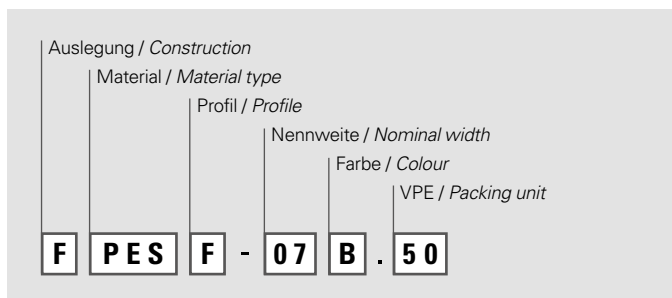 Auslegung / Construction
Material / Material type
Profil / Profile
Nennweite / Nominal width
Farbe / Colour
VPE / Packing unit
F PES F - 07 B . 50